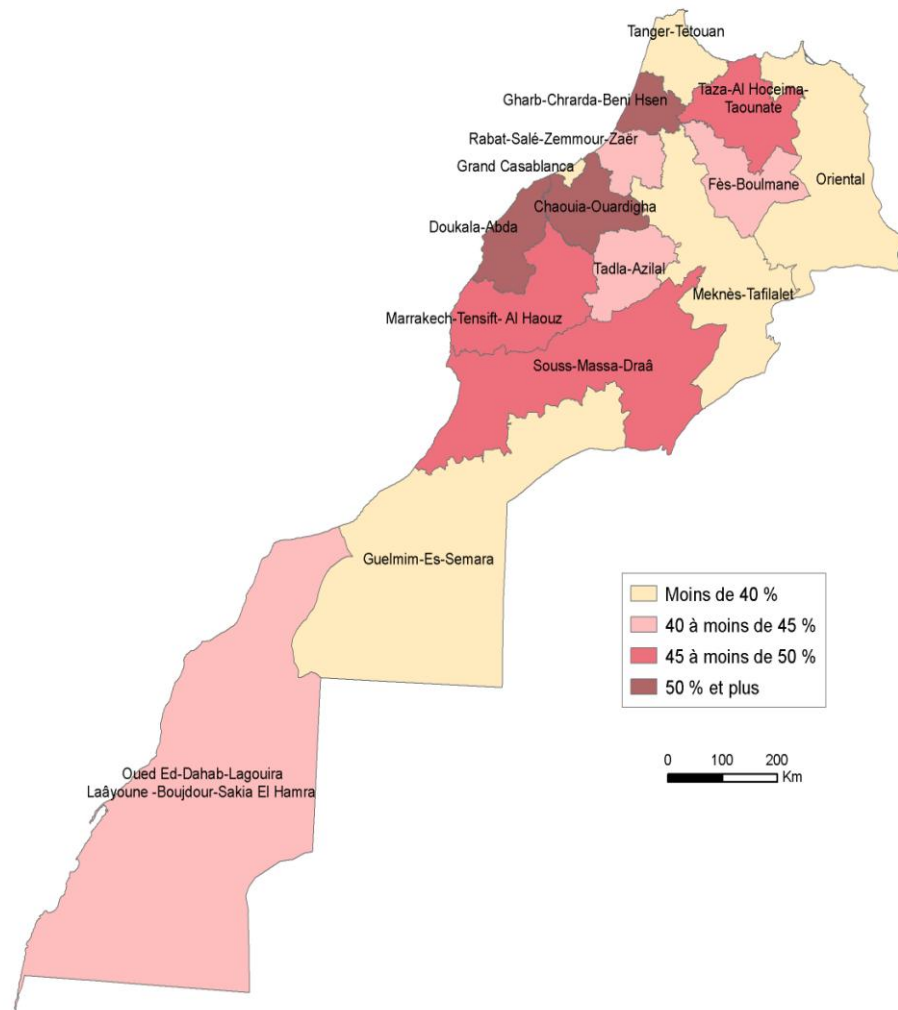 Tanger-Tétouan
Taza-Al Hoceima-
Taounate
Gharb-Chrarda-Beni Hsen
Rabat-Salé-Zemmour-Zaër
Grand Casablanca
Fès-Boulmane
Oriental
Chaouia-Ouardigha
Doukala-Abda
Tadla-Azilal
Meknès-Tafilalet
Marrakech-Tensift- Al Haouz
Souss-Massa-Draâ
Guelmim-Es-Semara
Moins de 40 %
40 à moins de 45 %
45 à moins de 50 %
50 % et plus
0 100 200
Km
Oued Ed-Dahab-Lagouira
Laâyoune -Boujdour-Sakia El Hamra